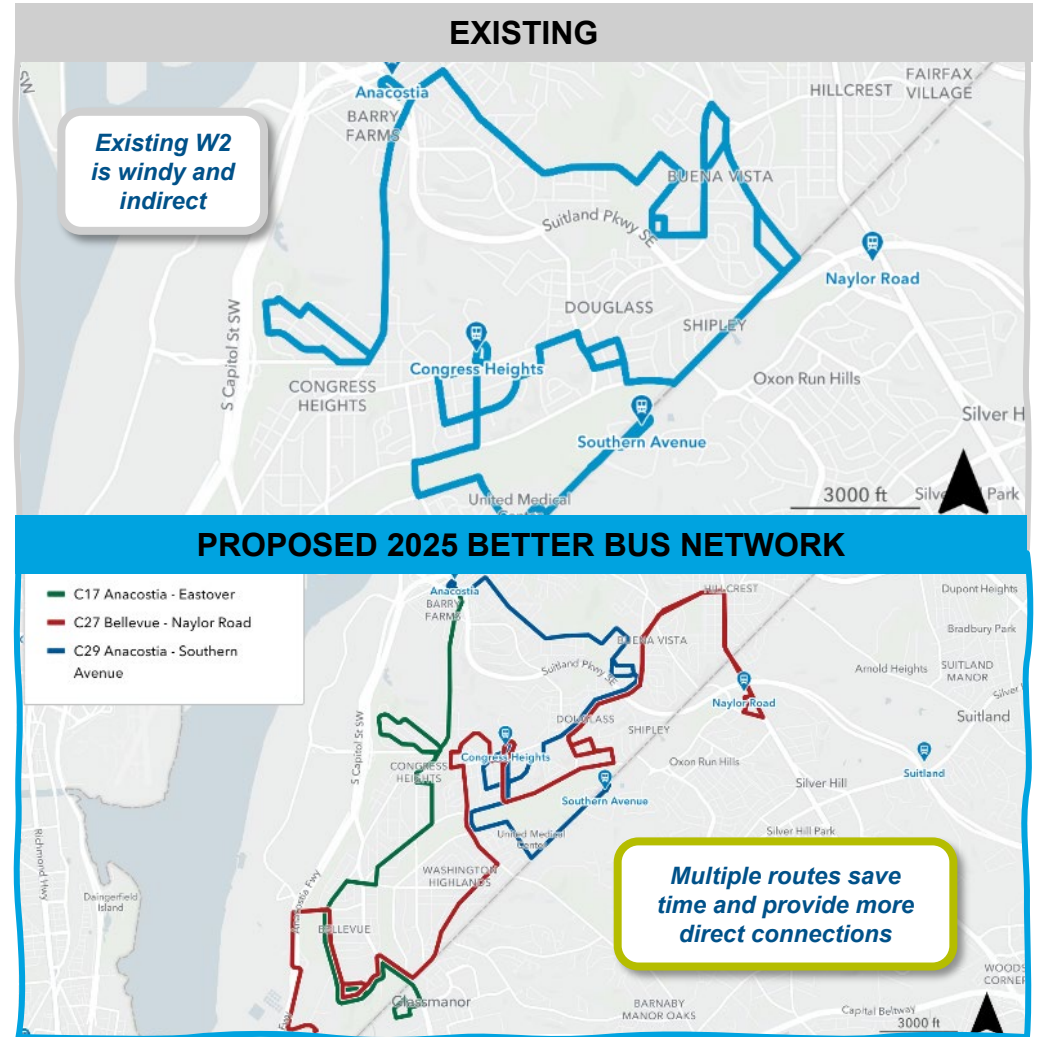 EXISTING
SW
Anacostia
BARRY
FARMS
HILLCREST
FAIRFAX
VILLAGE
Existing W2
is windy and
indirect
BUENA VISTA
Suitland Pkwy SE
Naylor Road
DOUGLASS
SHIPLEY
S Capitol St SW
Congress Heights
CONGRESS
HEIGHTS
Oxon Run Hills
Silver H
Southern Avenue
United Medical
3000 ft
Park
PROPOSED 2025 BETTER BUS NETWORK
C17 Anacostia - Eastover
C27 Bellevue - Naylor Road
C29 Anacostia - Southern
Avenue
Anacostia
BARRY
FARMS
HILLCREST
Dupont Heights
Bradbury Park
BUENA VISTA
Suitland Pkwy SE
Arnold Heights
SUITLAND
MANOR
Silver
Naylor Road
Suitland
DOUGLASS
SHIPLEY
S Capitol St SW
Congress Heights
CONGRESS
HEIGHTS
Oxon Run Hills
Suitland
Silver Hill
Southern Avenue
United Medical
Center
Silver Hill Park
Richmond Hwy
WASHINGTON
HIGHLANDS
Daingerfield
Island
Anacostia Fwy
BELLEVUE
Multiple routes save
time and provide more
direct connections
WOODS
CORNER
Glassmanor
BARNABY
MANOR OAKS
Capital Beltway
3000 ft